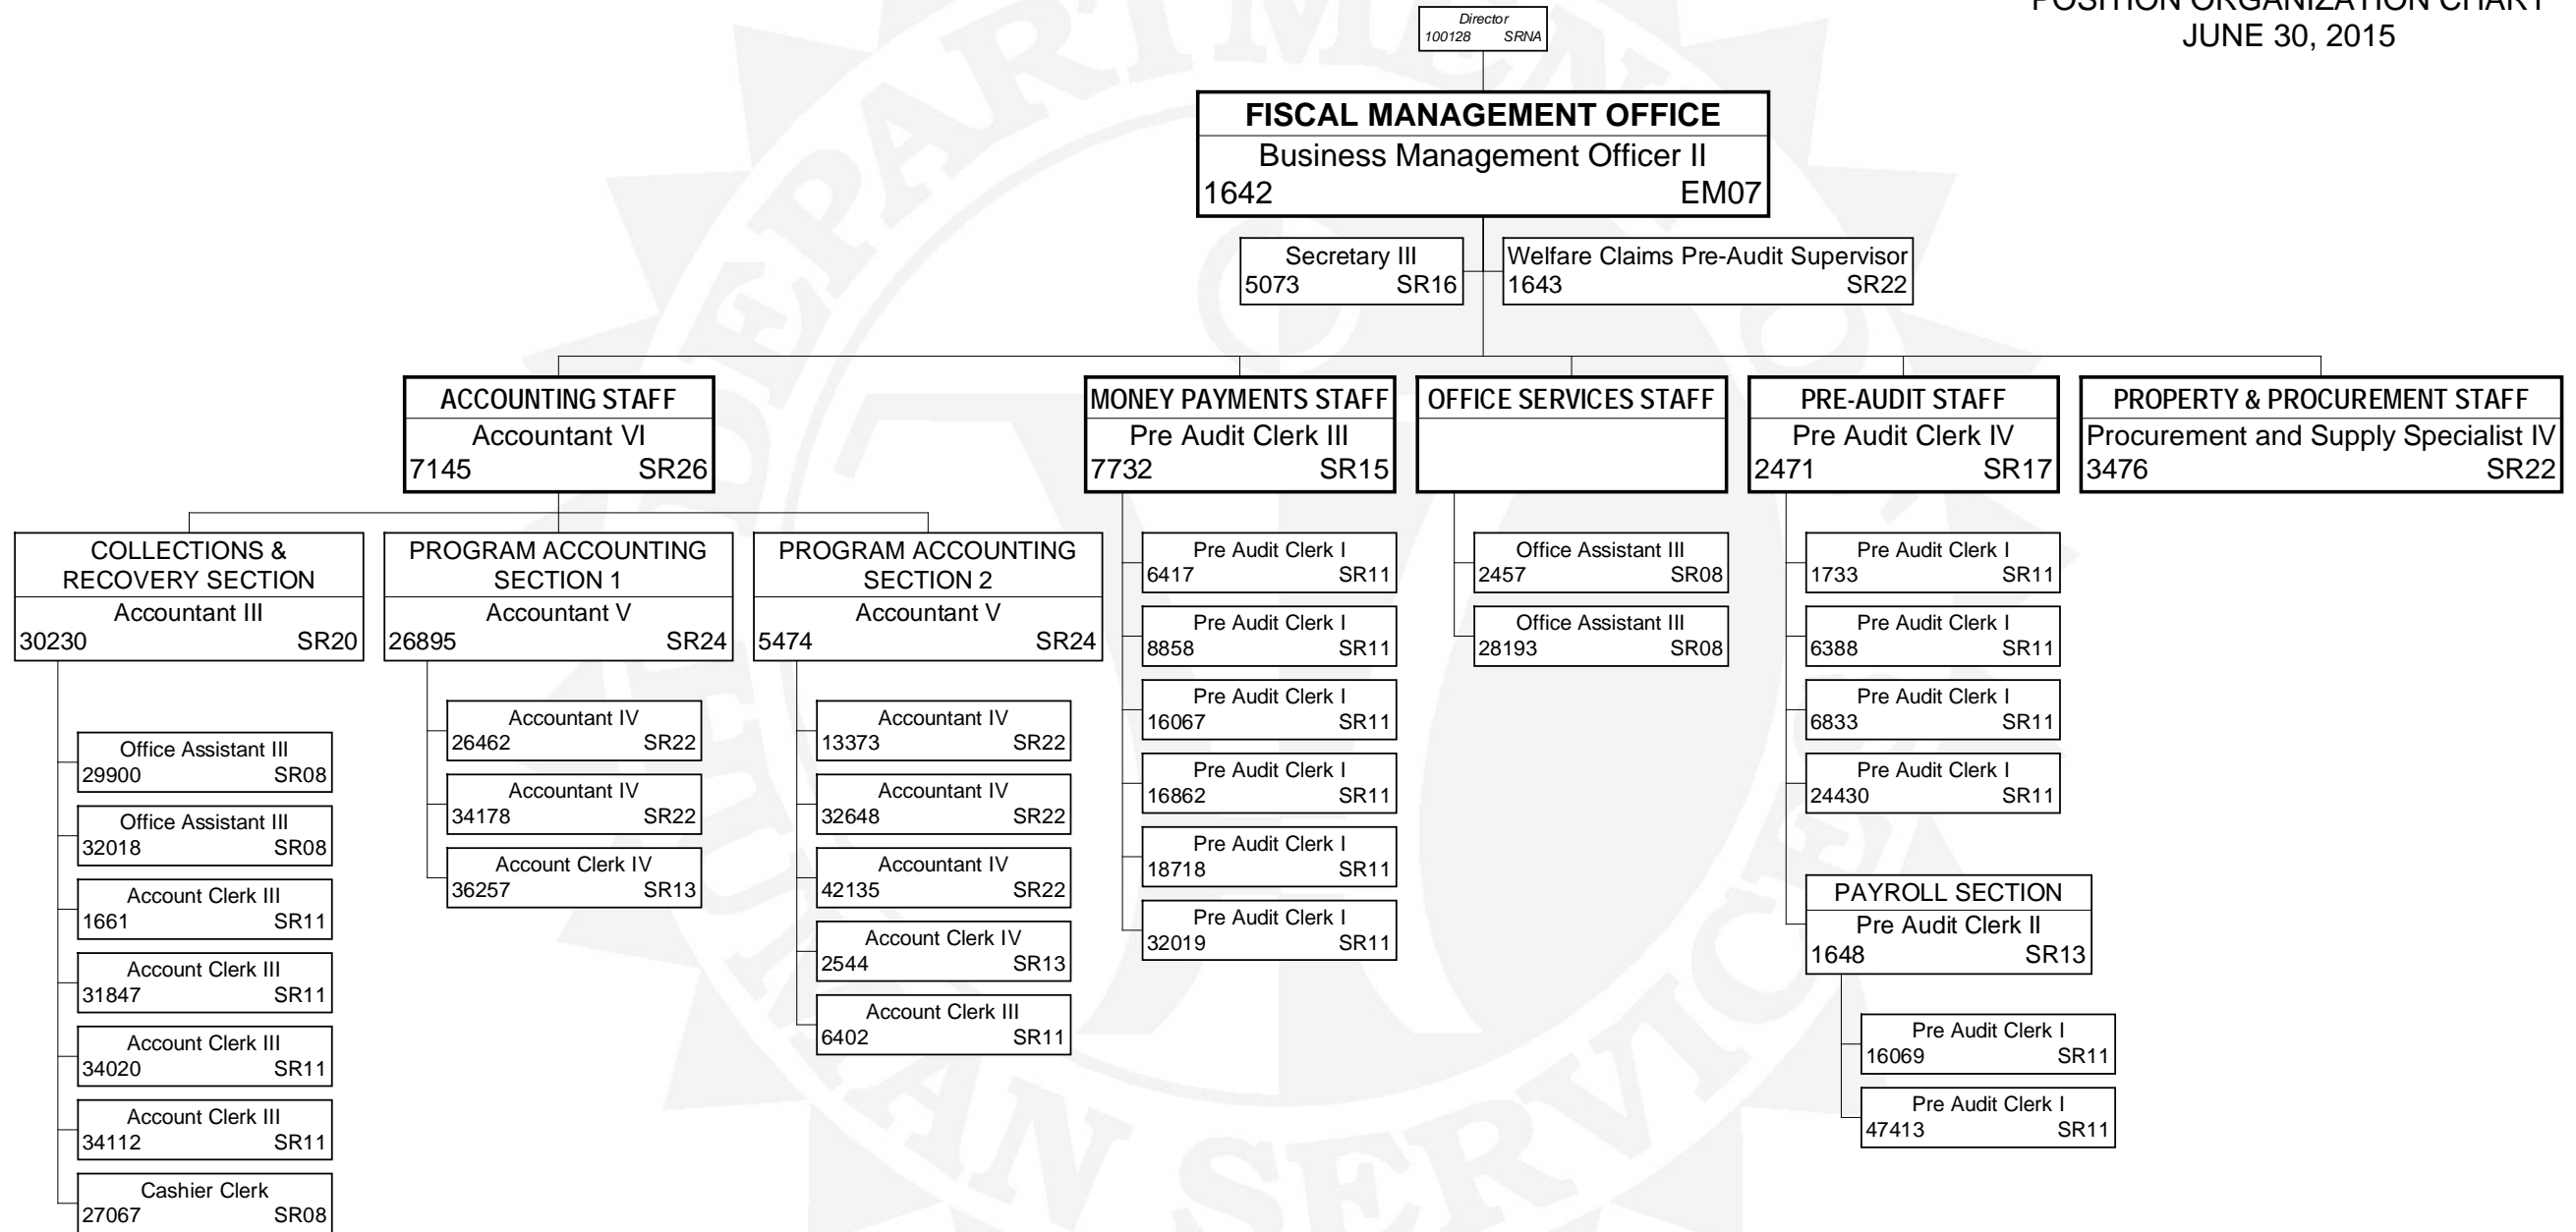 POSITION ORGANIZATION CHART
JUNE 30, 2015
Director
100128 SRNA
FISCAL MANAGEMENT OFFICE
Business Management Officer II
1642 EM07
Secretary III
5073 SR16
Welfare Claims Pre-Audit Supervisor
1643 SR22
ACCOUNTING STAFF
Accountant VI
7145 SR26
MONEY PAYMENTS STAFF
Pre Audit Clerk III
7732 SR15
OFFICE SERVICES STAFF
PRE-AUDIT STAFF
Pre Audit Clerk IV
2471 SR17
PROPERTY & PROCUREMENT STAFF
Procurement and Supply Specialist IV
3476 SR22
COLLECTIONS &
RECOVERY SECTION
Accountant III
30230 SR20
Office Assistant III
29900 SR08
Office Assistant III
32018 SR08
Account Clerk III
1661 SR11
Account Clerk III
31847 SR11
Account Clerk III
34020 SR11
Account Clerk III
34112 SR11
Cashier Clerk
27067 SR08
PROGRAM ACCOUNTING
SECTION 1
Accountant V
26895 SR24
Accountant IV
26462 SR22
Accountant IV
34178 SR22
Account Clerk IV
36257 SR13
PROGRAM ACCOUNTING
SECTION 2
Accountant V
5474 SR24
Accountant IV
13373 SR22
Accountant IV
32648 SR22
Accountant IV
42135 SR22
Account Clerk IV
2544 SR13
Account Clerk III
6402 SR11
Pre Audit Clerk I
6417 SR11
Pre Audit Clerk I
8858 SR11
Pre Audit Clerk I
16067 SR11
Pre Audit Clerk I
16862 SR11
Pre Audit Clerk I
18718 SR11
Pre Audit Clerk I
32019 SR11
Office Assistant III
2457 SR08
Office Assistant III
28193 SR08
Pre Audit Clerk I
1733 SR11
Pre Audit Clerk I
6388 SR11
Pre Audit Clerk I
6833 SR11
Pre Audit Clerk I
24430 SR11
PAYROLL SECTION
Pre Audit Clerk II
1648 SR13
Pre Audit Clerk I
16069 SR11
Pre Audit Clerk I
47413 SR11
DEPARTMENT OF
HUMAN SERVICES